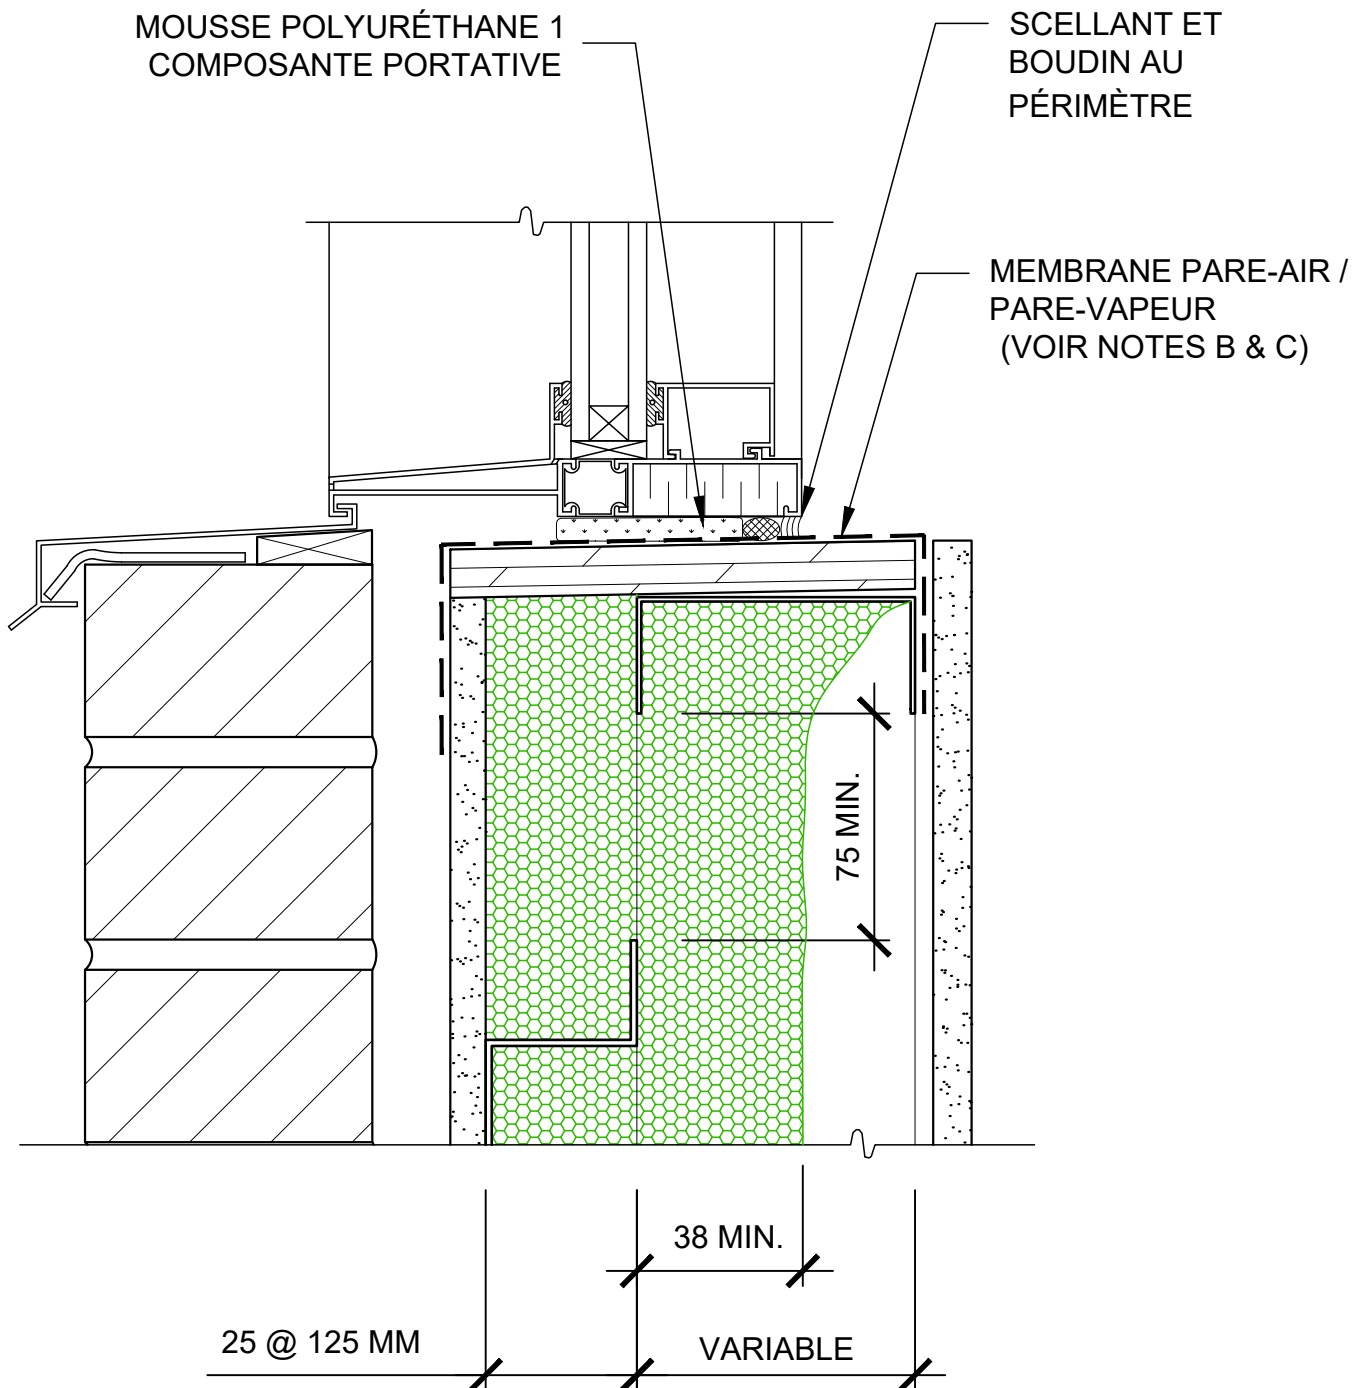 MOUSSE POLYURÉTHANE 1
COMPOSANTE PORTATIVE
SCELLANT ET
BOUDIN AU
PÉRIMÈTRE
MEMBRANE PARE-AIR /
PARE-VAPEUR
(VOIR NOTES B & C)
75 MIN.
38 MIN.
25 @ 125 MM
VARIABLE